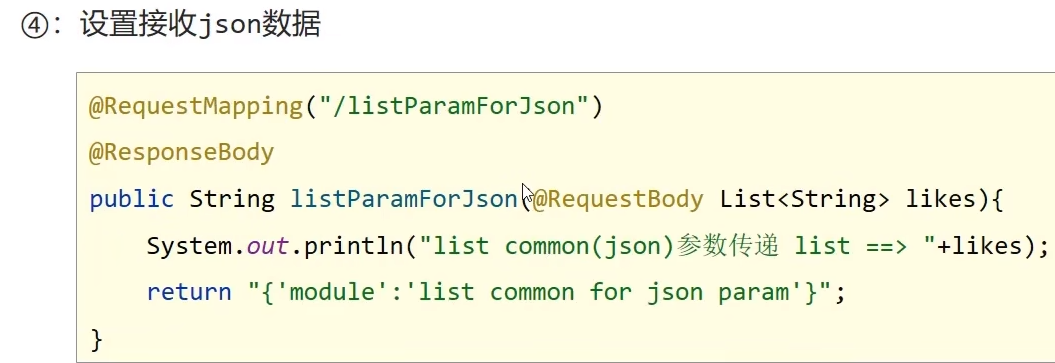 ④：设置接收json数据
@RequestMapping("/listParamForJson")
@ResponseBody
public String listParamForJson(@RequestBody List<String> likes){
System.out.println("list common(json)参数传递 list ==> "+likes);
return "{'module':'list common for json param'}";
}